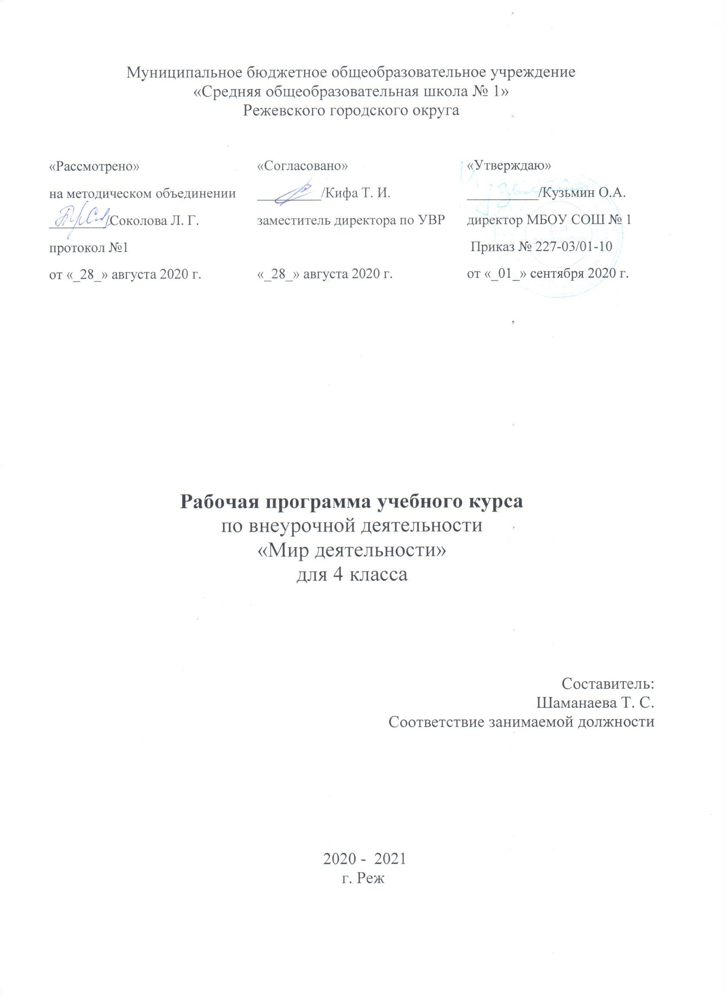 Муниципальное бюджетное общеобразовательное учреждение
«Средняя общеобразовательная школа № 1»
Режевского городского округа
«Рассмотрено»
на методическом объединении
________/Соколова Л. Г.
протокол №1
от «_28_» августа 2020 г.
«Согласовано»
_________/Кифа Т. И.
заместитель директора по УВР
«_28_» августа 2020 г.
«Утверждаю»
__________/Кузьмин О.А.
директор МБОУ СОШ № 1
Приказ № 227-03/01-10
от «_01_» сентября 2020 г.
Для
документов
Рабочая программа учебного курса
по внеурочной деятельности
«Мир деятельности»
для 4 класса
Составитель:
Шаманаева Т. С.
Соответствие занимаемой должности
2020 - 2021
г. Реж